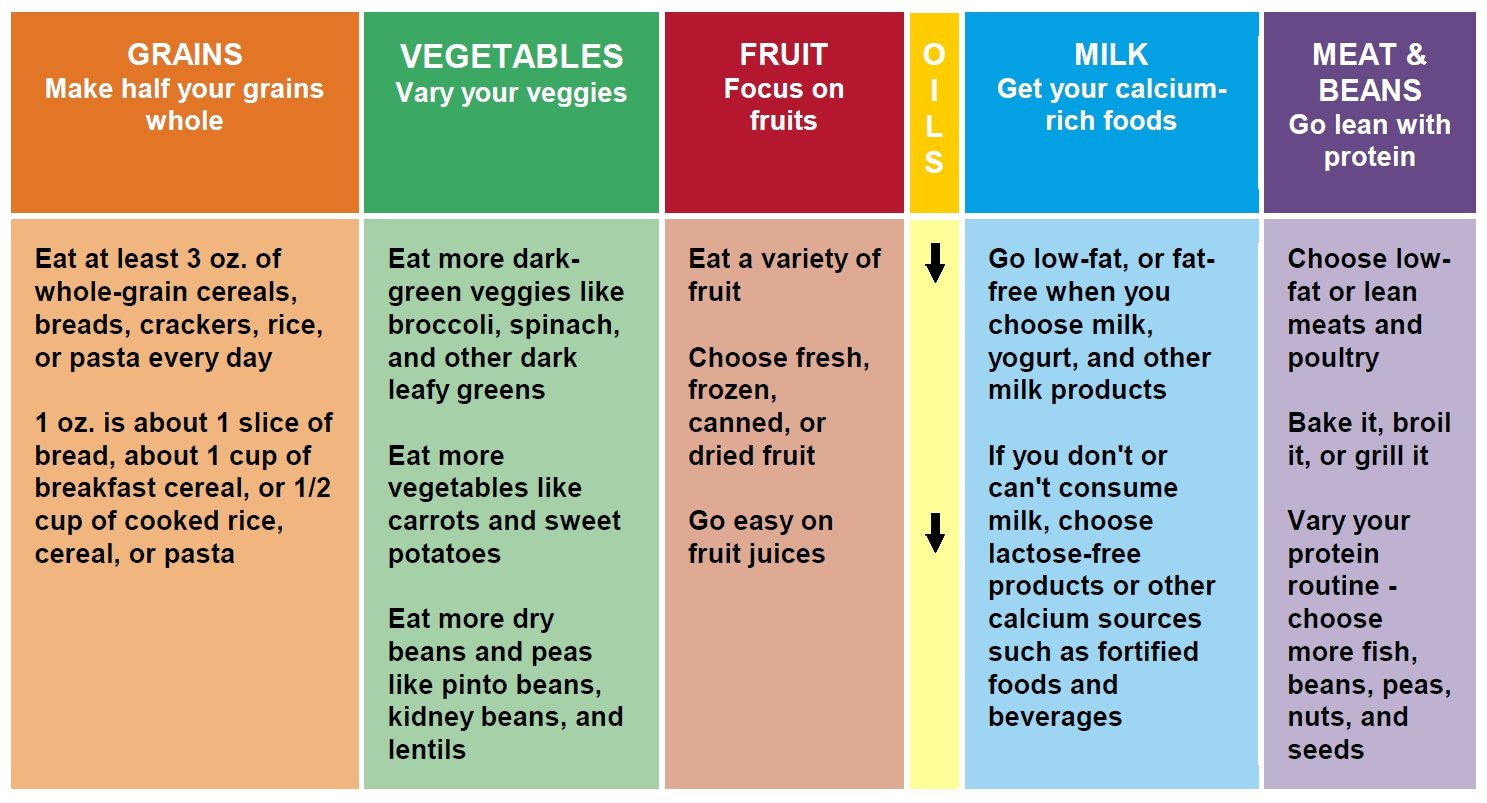 GRAINS
Make half your grains
whole
VEGETABLES
Vary your veggies
FRUIT
Focus on
fruits
O
I
L
S
MILK
Get your calcium-
rich foods
MEAT &
BEANS
Go lean with
protein
Eat at least 3 oz. of
whole-grain cereals,
breads, crackers, rice,
or pasta every day
1 oz. is about 1 slice of
bread, about 1 cup of
breakfast cereal, or 1/2
cup of cooked rice,
cereal, or pasta
Eat more dark-
green veggies like
broccoli, spinach,
and other dark
leafy greens
Eat more
vegetables like
carrots and sweet
potatoes
Eat more dry
beans and peas
like pinto beans,
kidney beans, and
lentils
Eat a variety of
fruit
Choose fresh,
frozen,
canned, or
dried fruit
Go easy on
fruit juices
Go low-fat, or fat-
free when you
choose milk,
yogurt, and other
milk products
If you don't or
can't consume
milk, choose
lactose-free
products or other
calcium sources
such as fortified
foods and
beverages
Choose low-
fat or lean
meats and
poultry
Bake it, broil
it, or grill it
Vary your
protein
routine -
choose
more fish,
beans, peas,
nuts, and
seeds